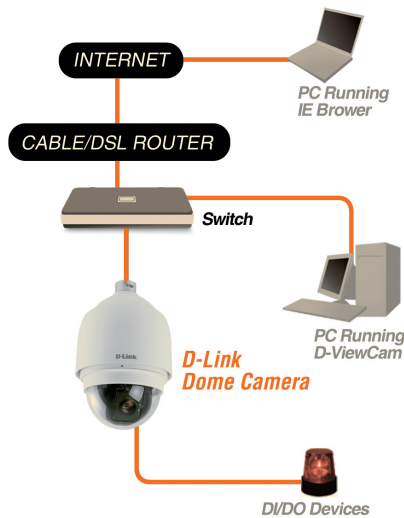 INTERNET
PC Running
IE Brower
CABLE/DSL ROUTER
Switch
PC Running
D-ViewCam
D-Link
D-Link
Dome Camera
DI/DO Devices